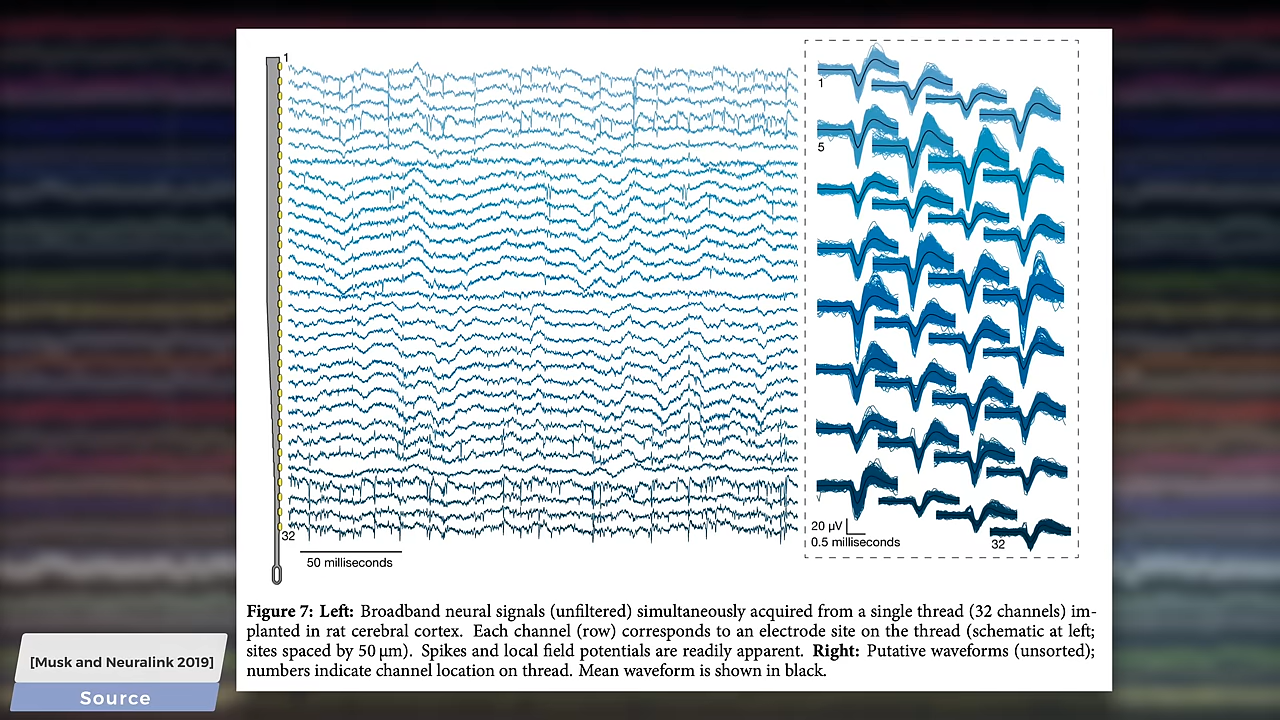 1
32
50 milliseconds
1
5
20 µV
0.5 milliseconds
32
Figure 7: Left: Broadband neural signals (unfiltered) simultaneously acquired from a single thread (32 channels) im-
planted in rat cerebral cortex. Each channel (row) corresponds to an electrode site on the thread (schematic at left;
sites spaced by 50 µm). Spikes and local field potentials are readily apparent. Right: Putative waveforms (unsorted);
numbers indicate channel location on thread. Mean waveform is shown in black.
[Musk and Neuralink 2019]
Source